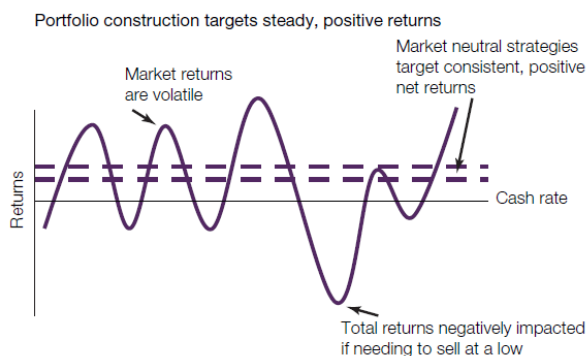 Portfolio construction targets steady, positive returns
Market returns
are volatile
Market neutral strategies
target consistent, positive
net returns
Returns
Cash rate
Total returns negatively impacted
if needing to sell at a low